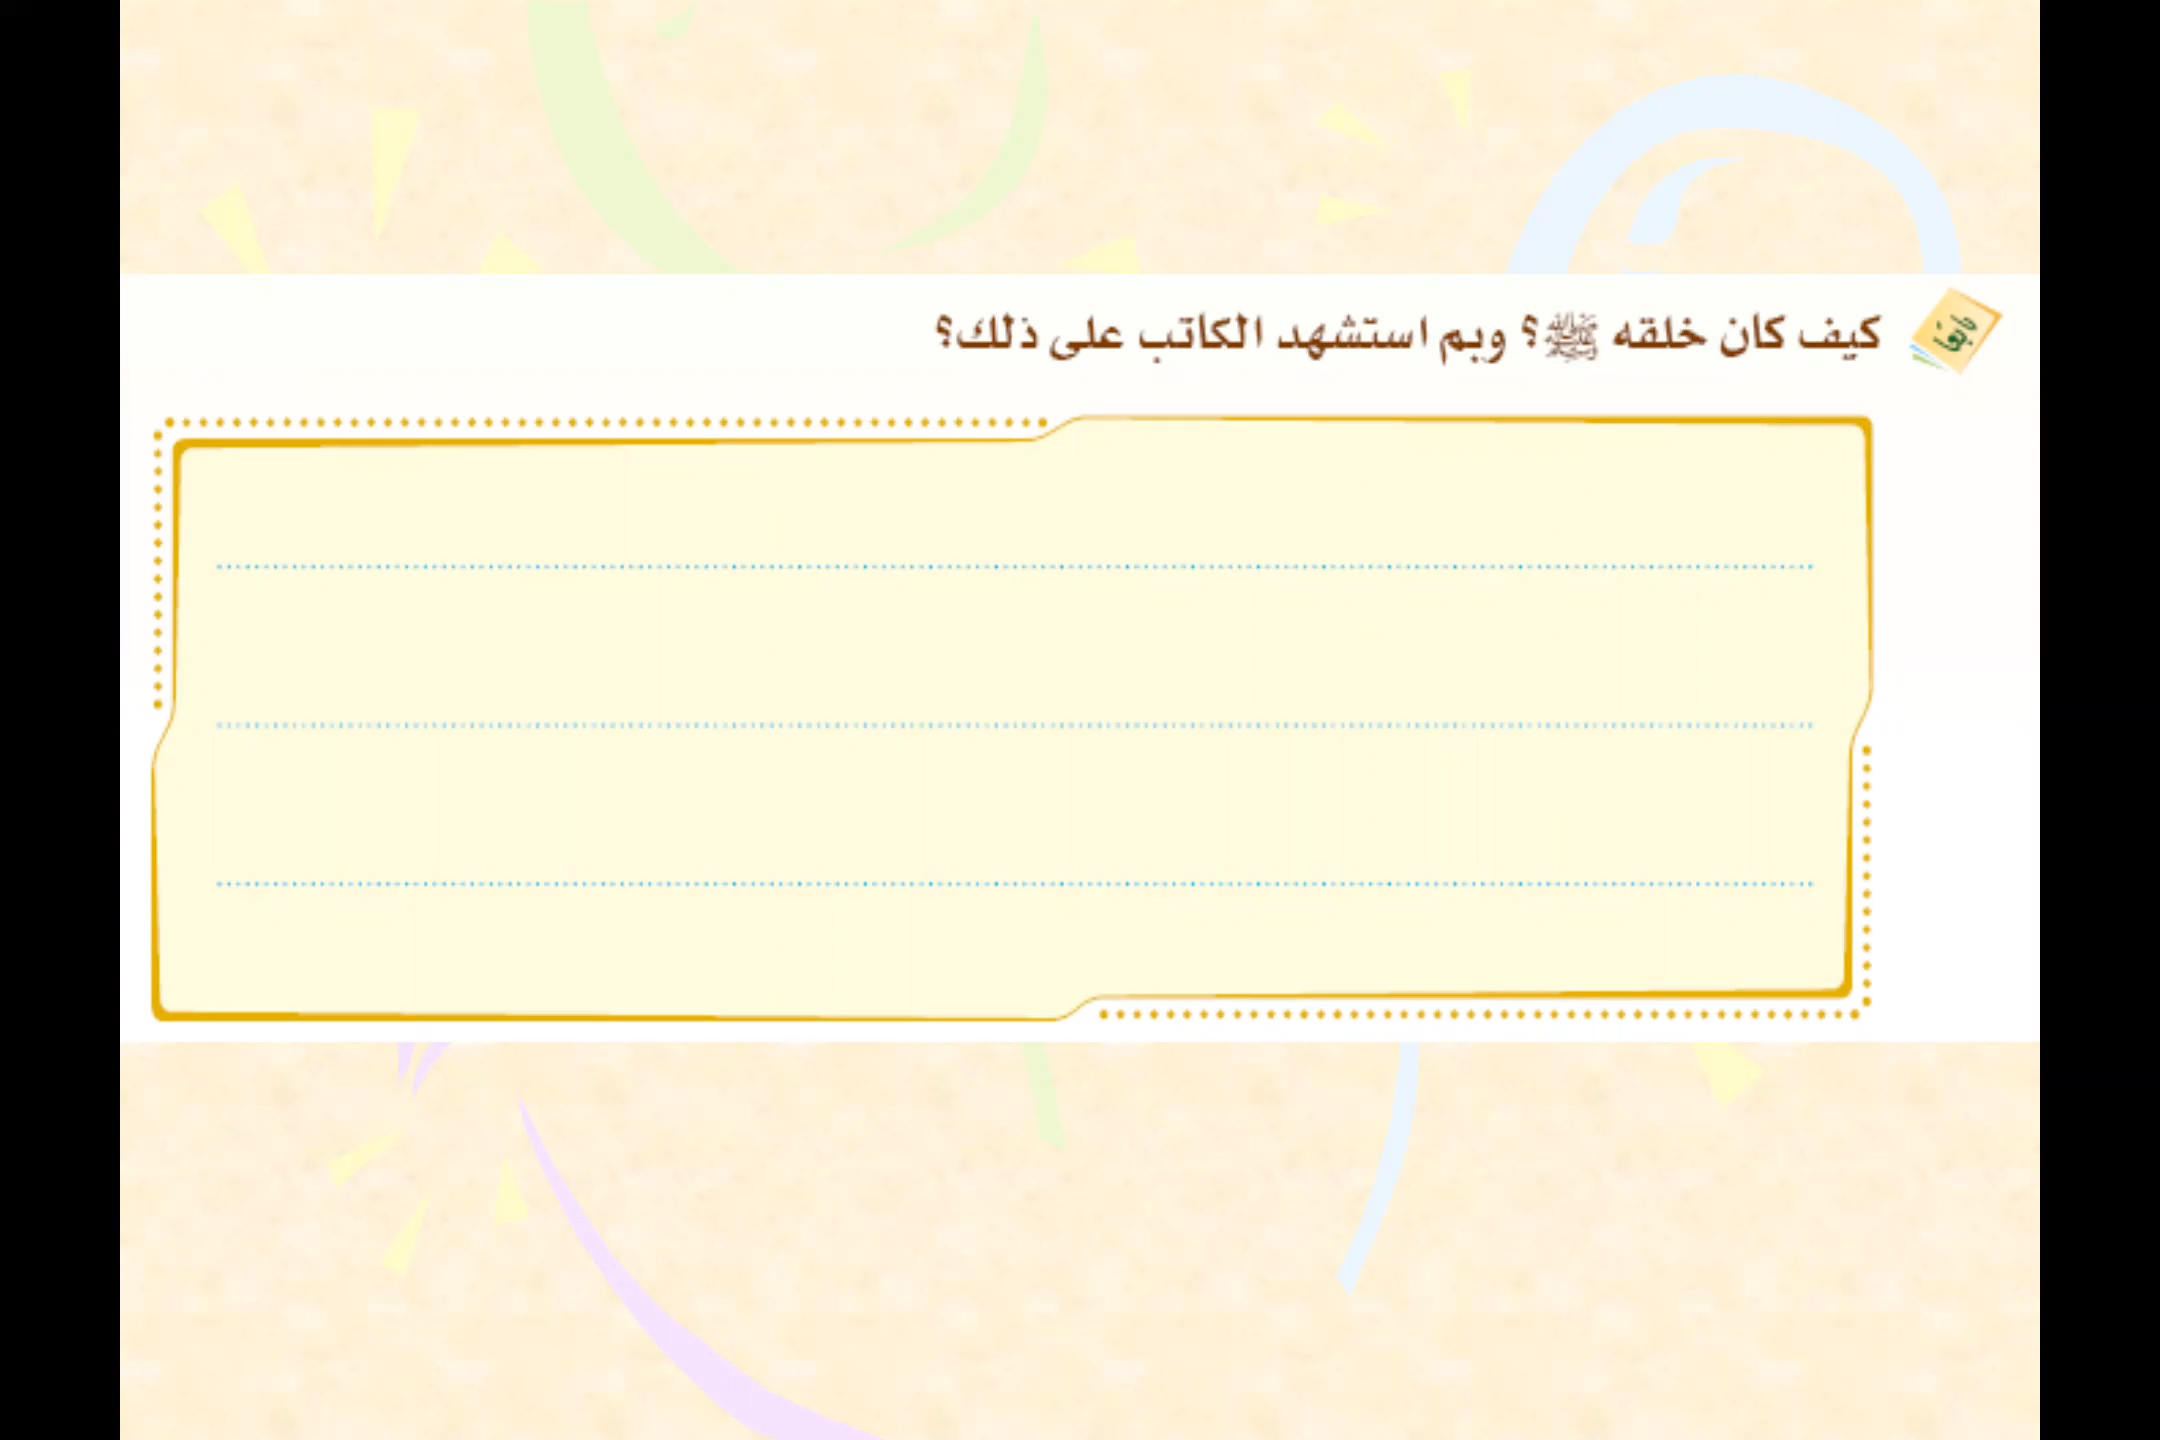 كيف كان خلقه ﷺ؟ وبم استشهد الكاتب على ذلك؟